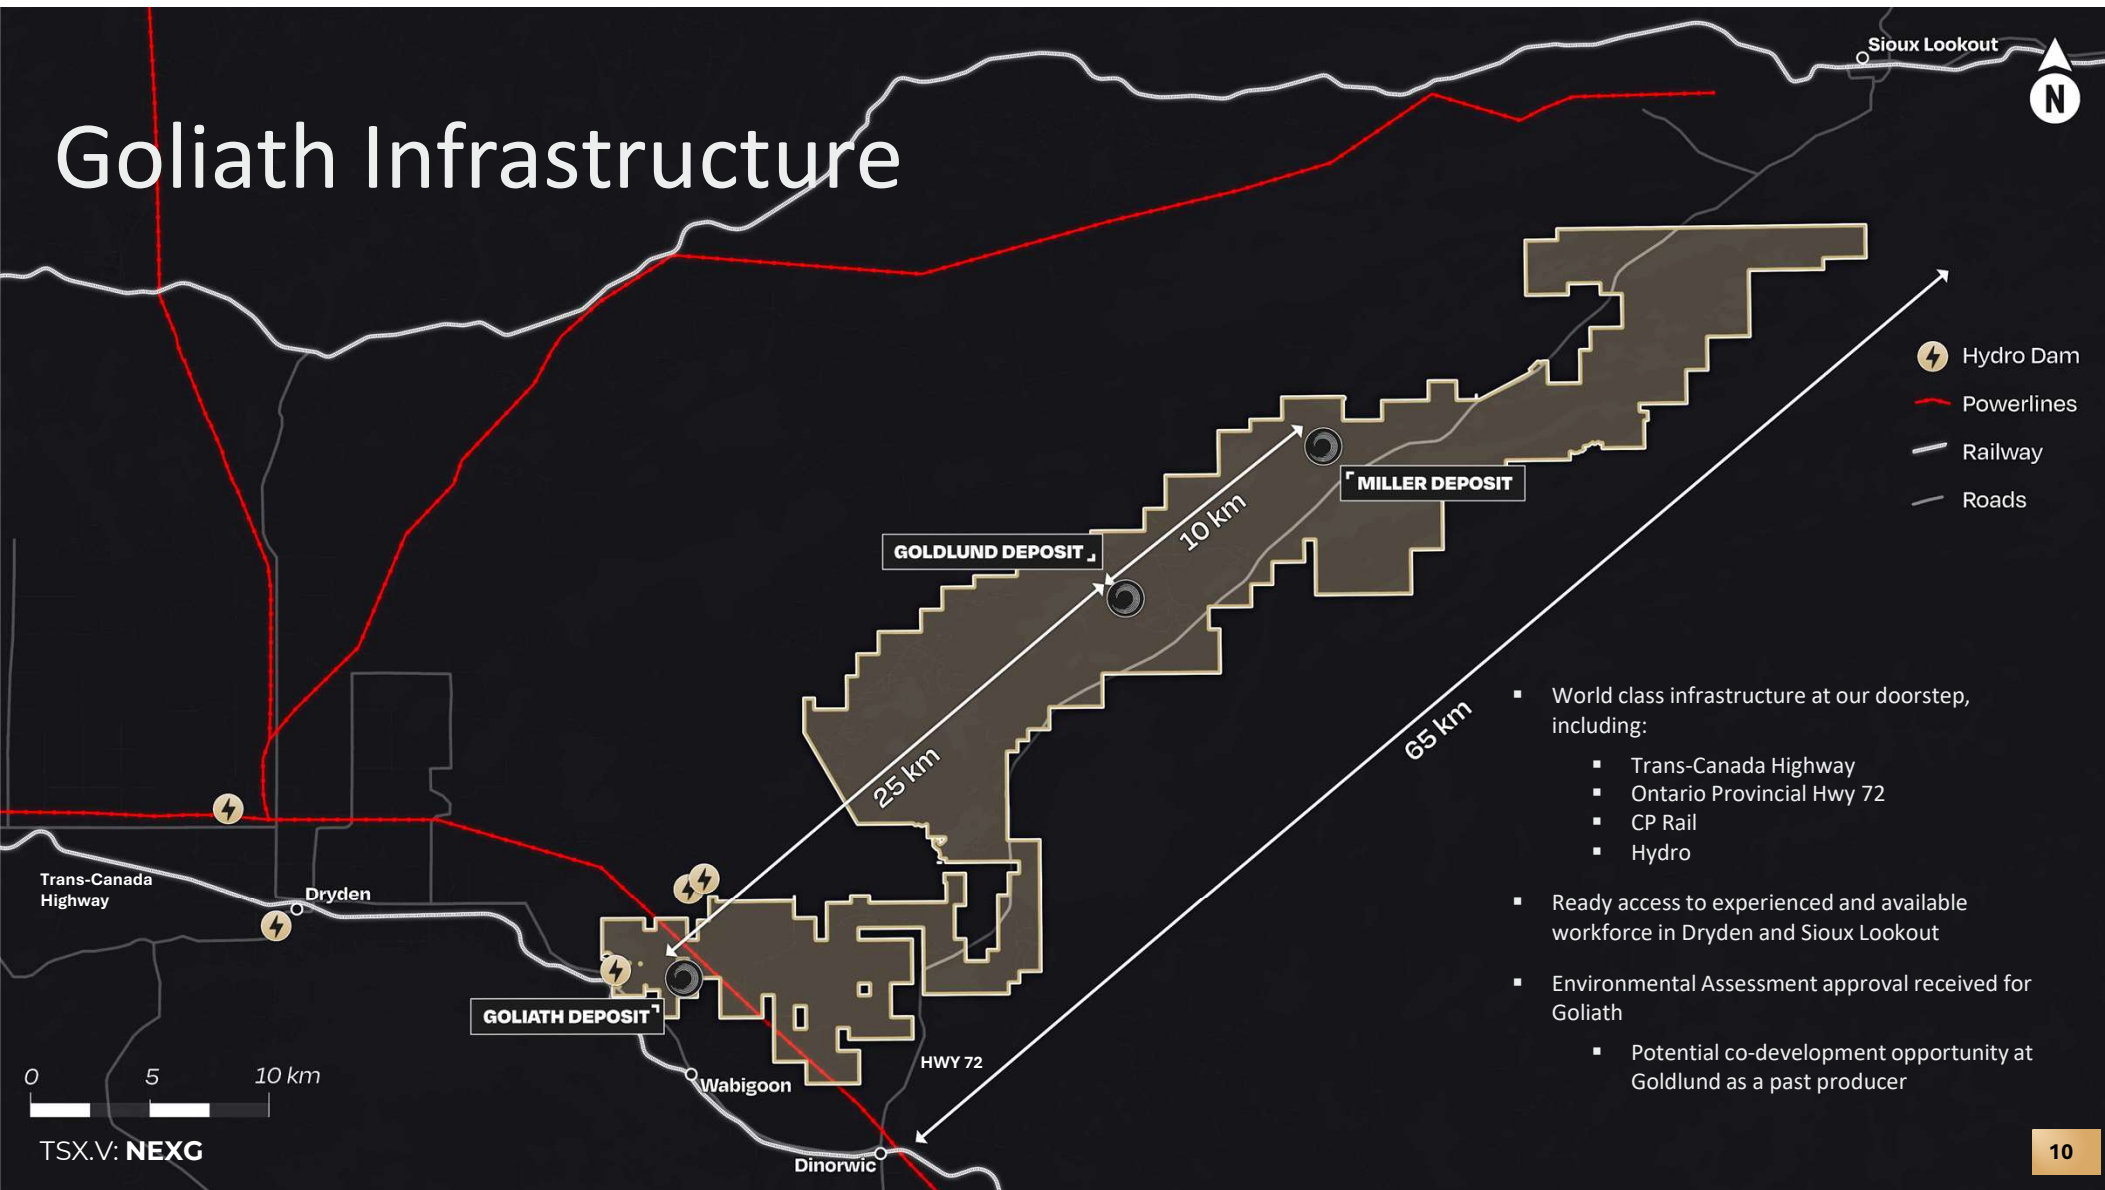 Goliath Infrastructure
Sioux Lookout
N
Hydro Dam
Powerlines
Railway
Roads
MILLER DEPOSIT
10 km
GOLDLUND DEPOSIT
25 km
65 km
Trans-Canada
Highway
Dryden
GOLIATH DEPOSIT
HWY 72
Wabigoon
Dinorwic
0 5 10 km
▪ World class infrastructure at our doorstep,
including:
▪ Trans-Canada Highway
▪ Ontario Provincial Hwy 72
▪ CP Rail
▪ Hydro
▪ Ready access to experienced and available
workforce in Dryden and Sioux Lookout
▪ Environmental Assessment approval received for
Goliath
▪ Potential co-development opportunity at
Goldlund as a past producer
TSX.V: NEXG
10